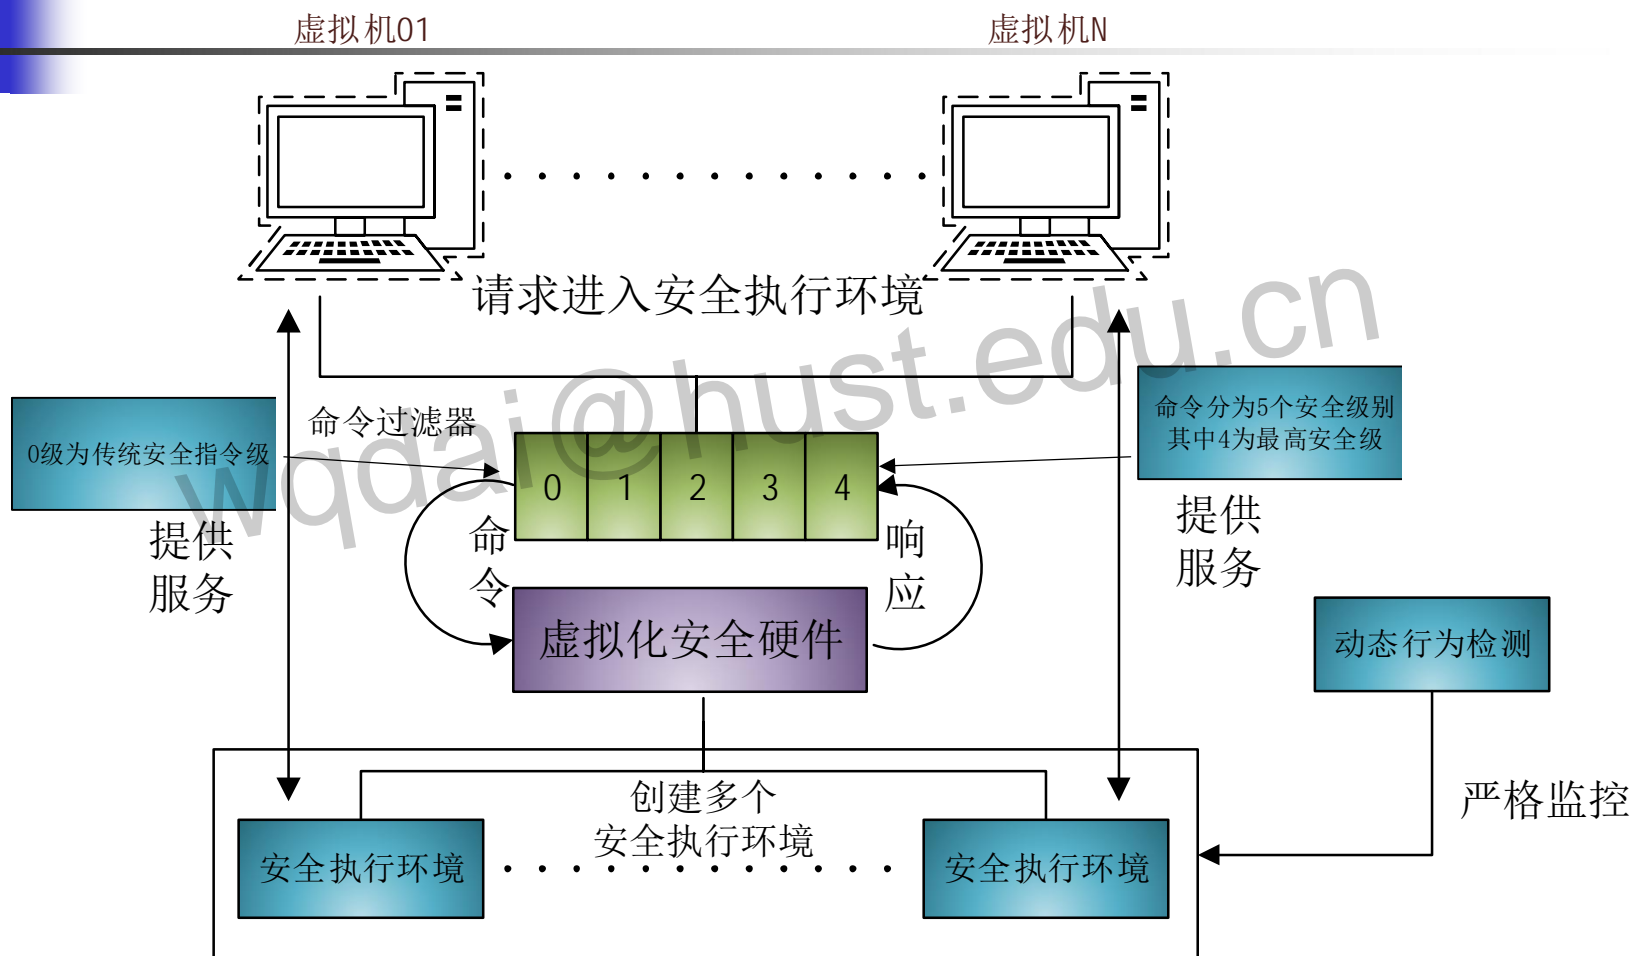 虚拟机01
虚拟机N
请求进入安全执行环境
命令过滤器
0级为传统安全指令级
命令分为5个安全级别
其中4为最高安全级
0 1 2 3 4
提供
服务
命
令
响
应
提供
服务
虚拟化安全硬件
动态行为检测
严格监控
创建多个
安全执行环境
安全执行环境
安全执行环境
wqdai@hust.edu.cn